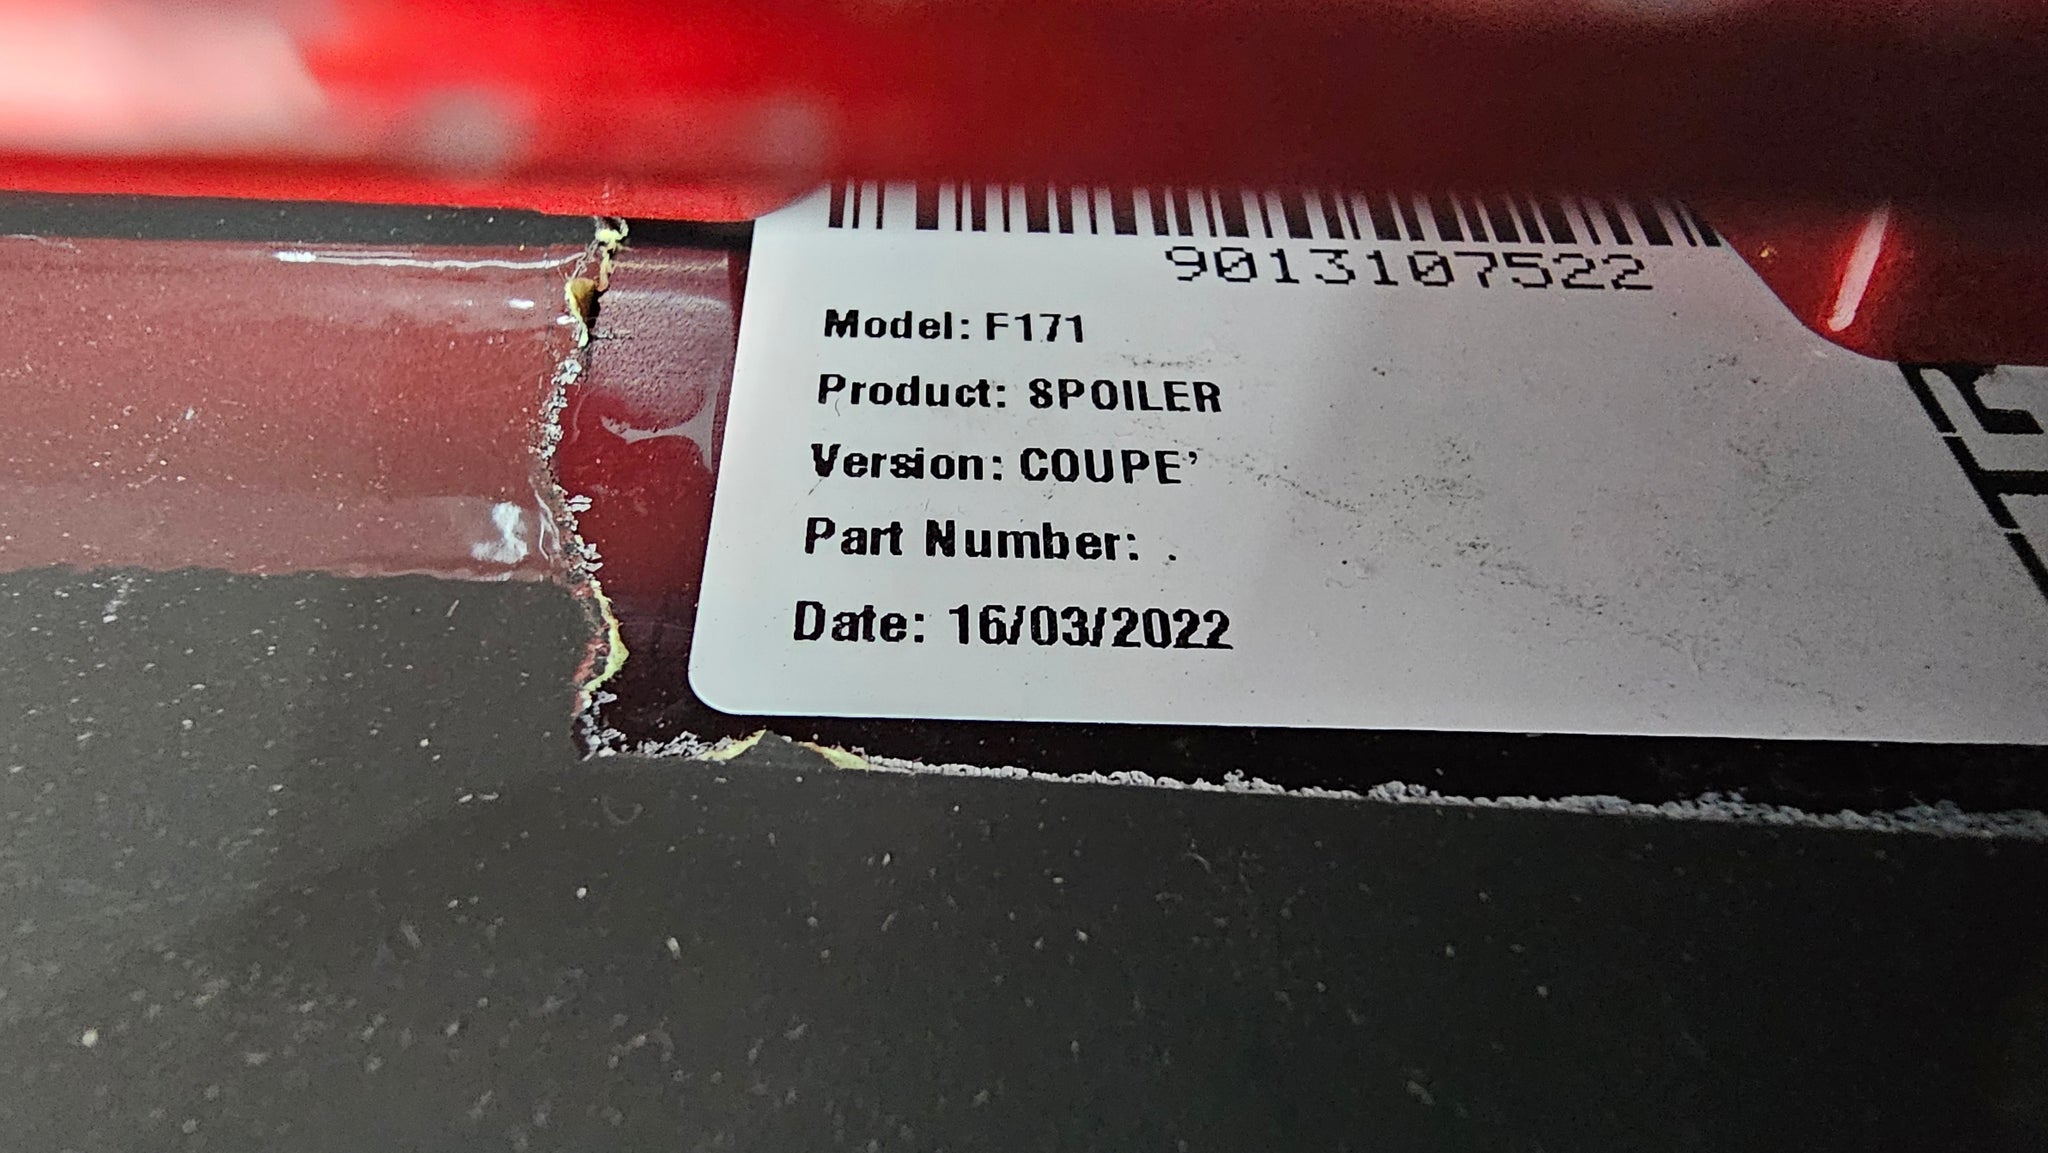 9013107522
Model: F171
Product: SPOILER
Version: COUPE'
Part Number: .
Date: 16/03/2022